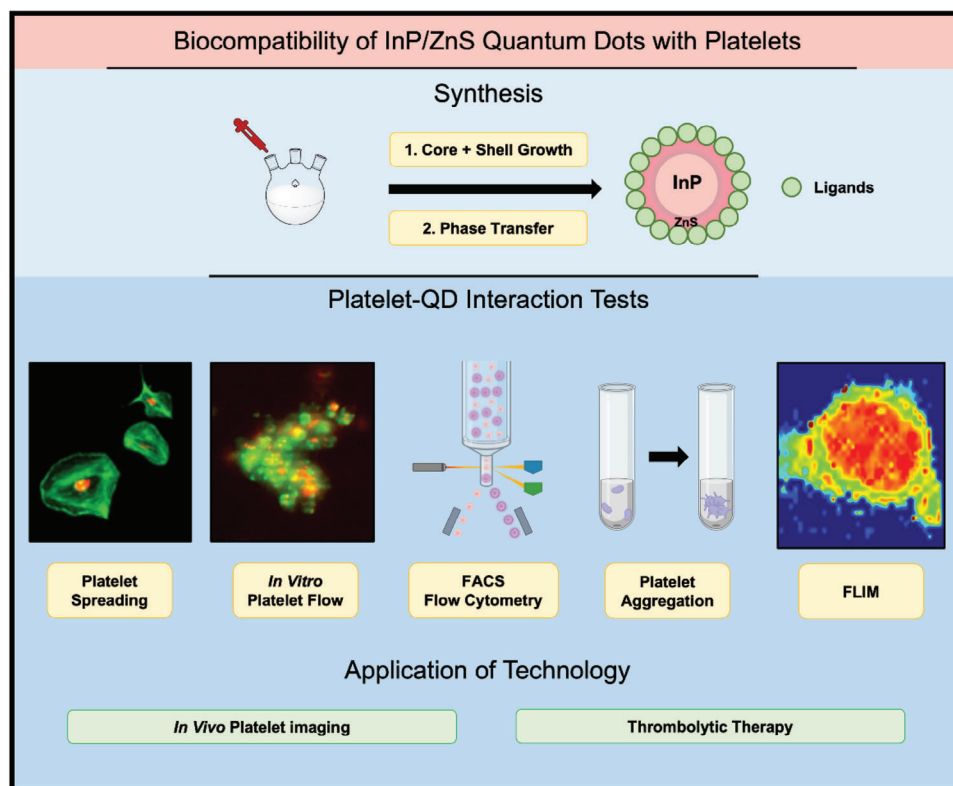 Biocompatibility of InP/ZnS Quantum Dots with Platelets
Synthesis
1. Core + Shell Growth
2. Phase Transfer
InP
ZnS
Ligands
Platelet-QD Interaction Tests
Platelet
Spreading
In Vitro
Platelet Flow
FACS
Flow Cytometry
Platelet
Aggregation
FLIM
Application of Technology
In Vivo Platelet imaging
Thrombolytic Therapy